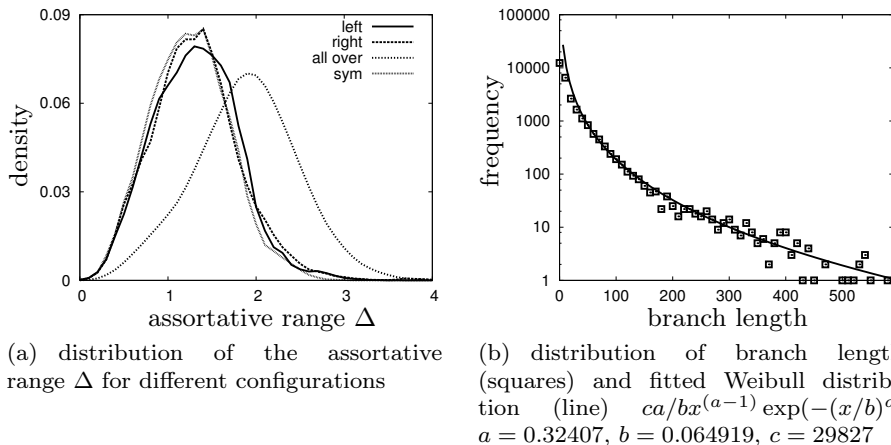 0.09
0.06
0.03
0
density
left
right
all over
sym
0 1 2 3 4
assortative range Δ
(a) distribution of the assortative
range Δ for different configurations
100000
10000
1000
100
10
1
frequency
0 100 200 300 400 500
branch length
(b) distribution of branch lengt
(squares) and fitted Weibull distrib
tion (line) ca/bx^(a−1) exp(−(x/b)^a
a = 0.32407, b = 0.064919, c = 29827